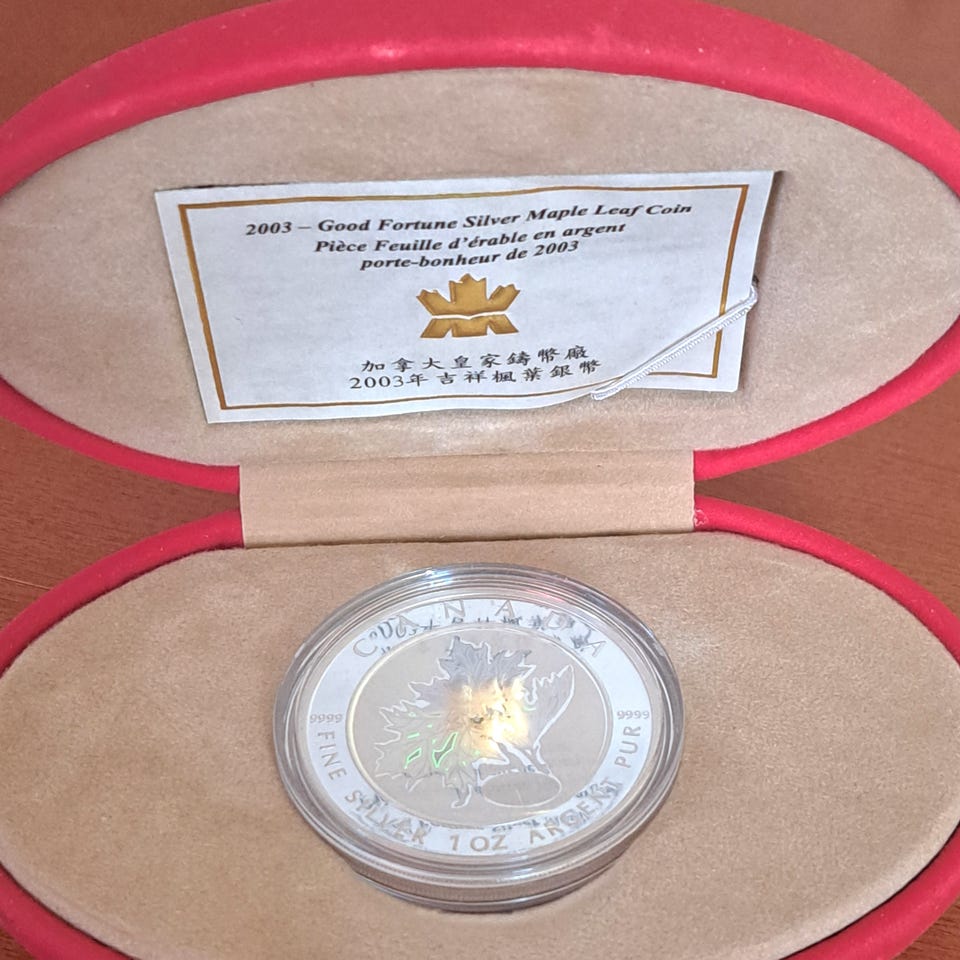 2003 – Good Fortune Silver Maple Leaf Coin
Pièce Feuille d'érable en argent
porte-bonheur de 2003
加拿大皇家鑄幣廠
2003年吉祥楓葉銀幣
CANADA
9999 9999
FINE SILVER 1 OZ ARGENT PUR